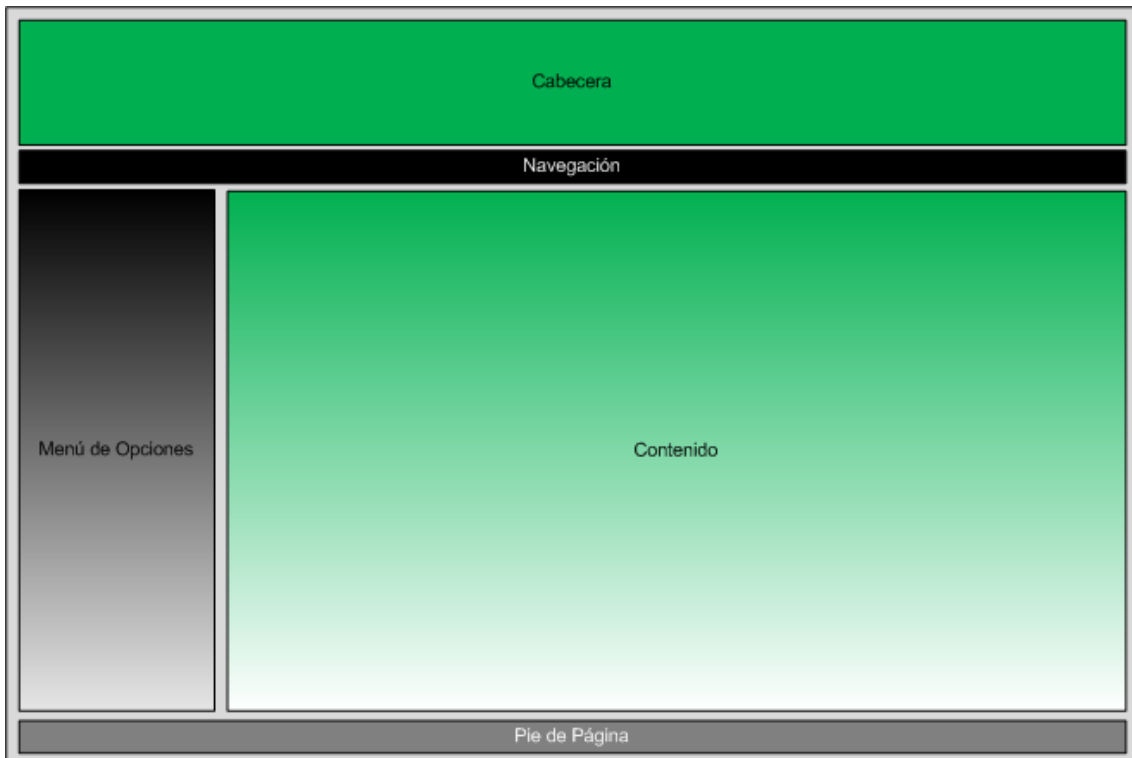 Cabecera
Navegación
Menú de Opciones
Contenido
Pie de Página